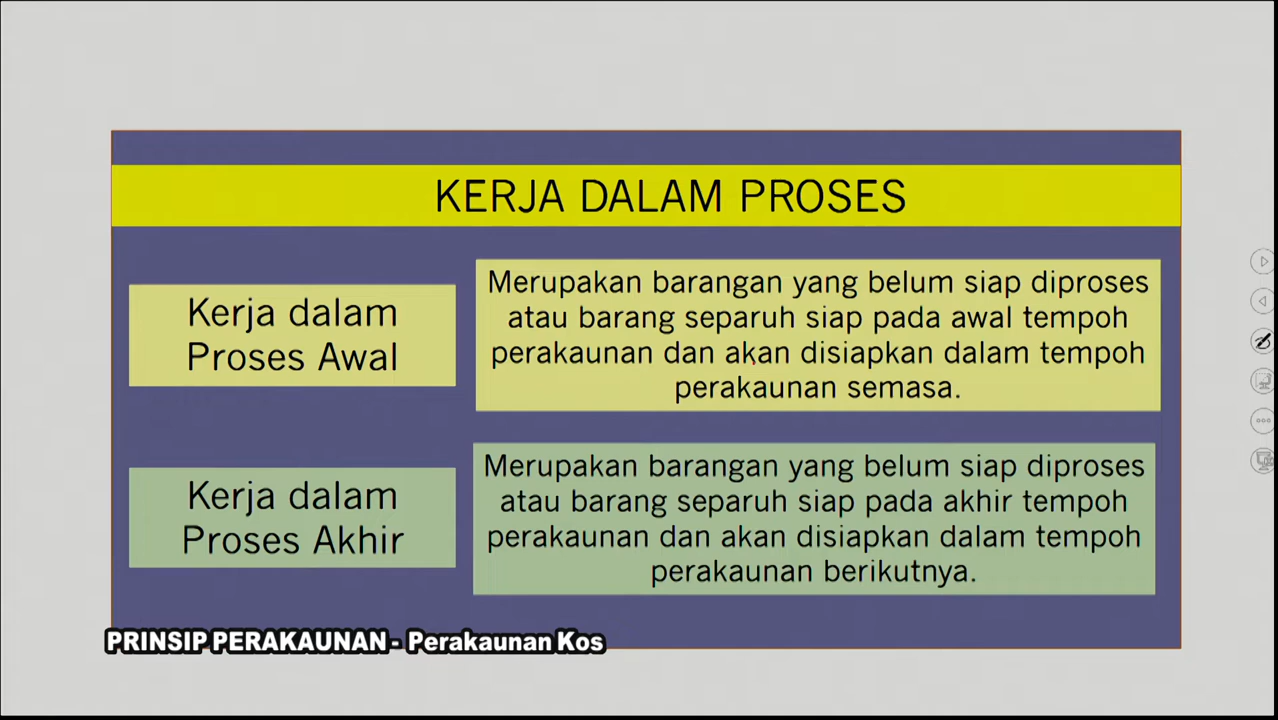 KERJA DALAM PROSES
Kerja dalam
Proses Awal
Merupakan barangan yang belum siap diproses
atau barang separuh siap pada awal tempoh
perakaunan dan akan disiapkan dalam tempoh
perakaunan semasa.
Kerja dalam
Proses Akhir
Merupakan barangan yang belum siap diproses
atau barang separuh siap pada akhir tempoh
perakaunan dan akan disiapkan dalam tempoh
perakaunan berikutnya.
PRINSIP PERAKAUNAN - Perakaunan Kos